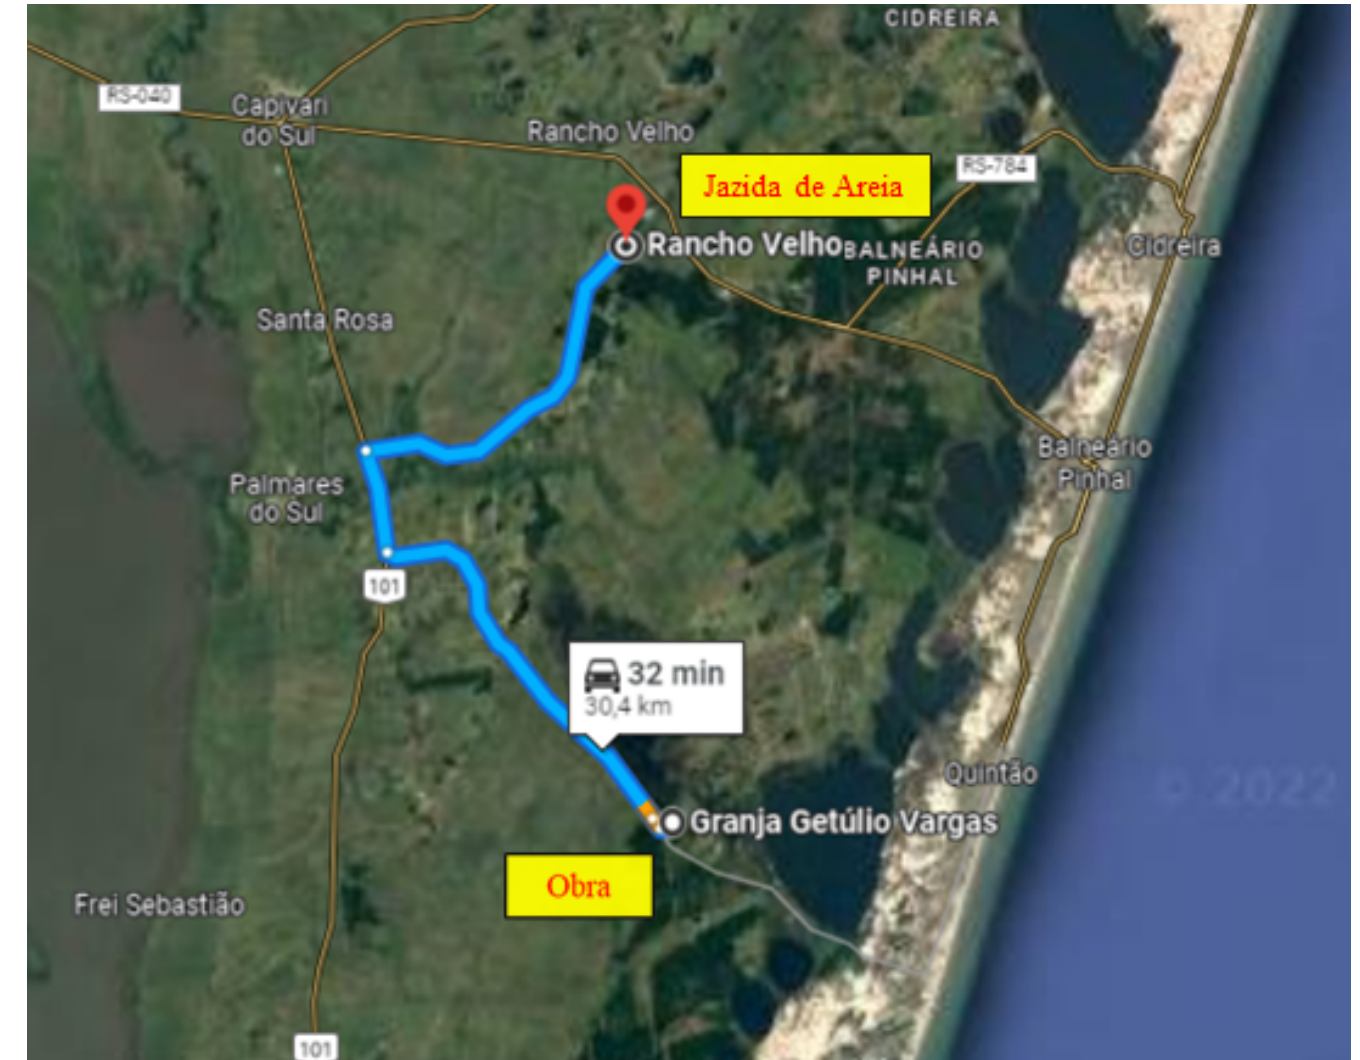 CIDREIRA
RS-040
Capivari
do Sul
Rancho Velho
RS-784
Jazida de Areia
Rancho Velho
BALNEÁRIO
PINHAL
Cidreira
Santa Rosa
Balneário
Pinhal
Palmares
do Sul
101
32 min
30,4 km
Quintão
© 2022
Granja Getúlio Vargas
Obra
Frei Sebastião
101